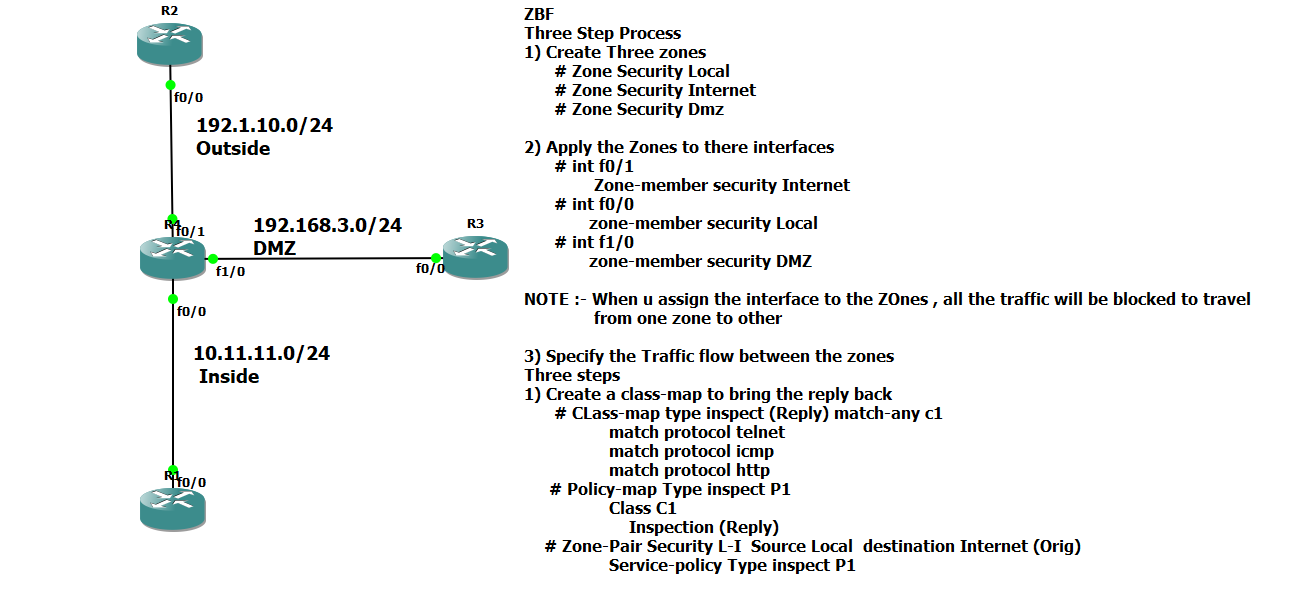 R2
f0/0
192.1.10.0/24
Outside
R4
f0/1
192.168.3.0/24
DMZ
R3
f1/0
f0/0
f0/0
10.11.11.0/24
Inside
R1
f0/0
ZBF
Three Step Process
1) Create Three zones
# Zone Security Local
# Zone Security Internet
# Zone Security Dmz
2) Apply the Zones to there interfaces
# int f0/1
Zone-member security Internet
# int f0/0
zone-member security Local
# int f1/0
zone-member security DMZ
NOTE :- When u assign the interface to the ZOnes , all the traffic will be blocked to travel
from one zone to other
3) Specify the Traffic flow between the zones
Three steps
1) Create a class-map to bring the reply back
# CLass-map type inspect (Reply) match-any c1
match protocol telnet
match protocol icmp
match protocol http
# Policy-map Type inspect P1
Class C1
Inspection (Reply)
# Zone-Pair Security L-I Source Local destination Internet (Orig)
Service-policy Type inspect P1